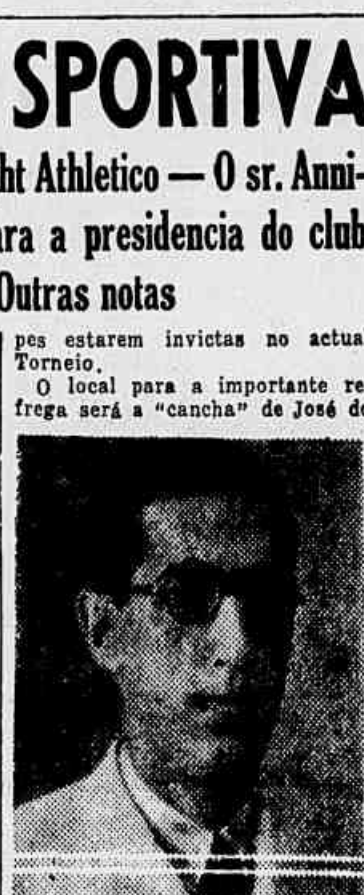 SPORTIVA
ht Athletico — O sr. Anni-
ra a presidencia do club
Outras notas
pes estarem invictas no actua
Torneio.
O local para a importante re
frega será a "cancha" de José de